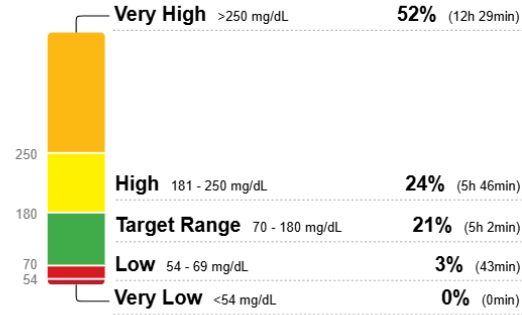 Very High >250 mg/dL 52% (12h 29min)
250
High 181 - 250 mg/dL 24% (5h 46min)
180
Target Range 70 - 180 mg/dL 21% (5h 2min)
70
Low 54 - 69 mg/dL 3% (43min)
54
Very Low <54 mg/dL 0% (0min)